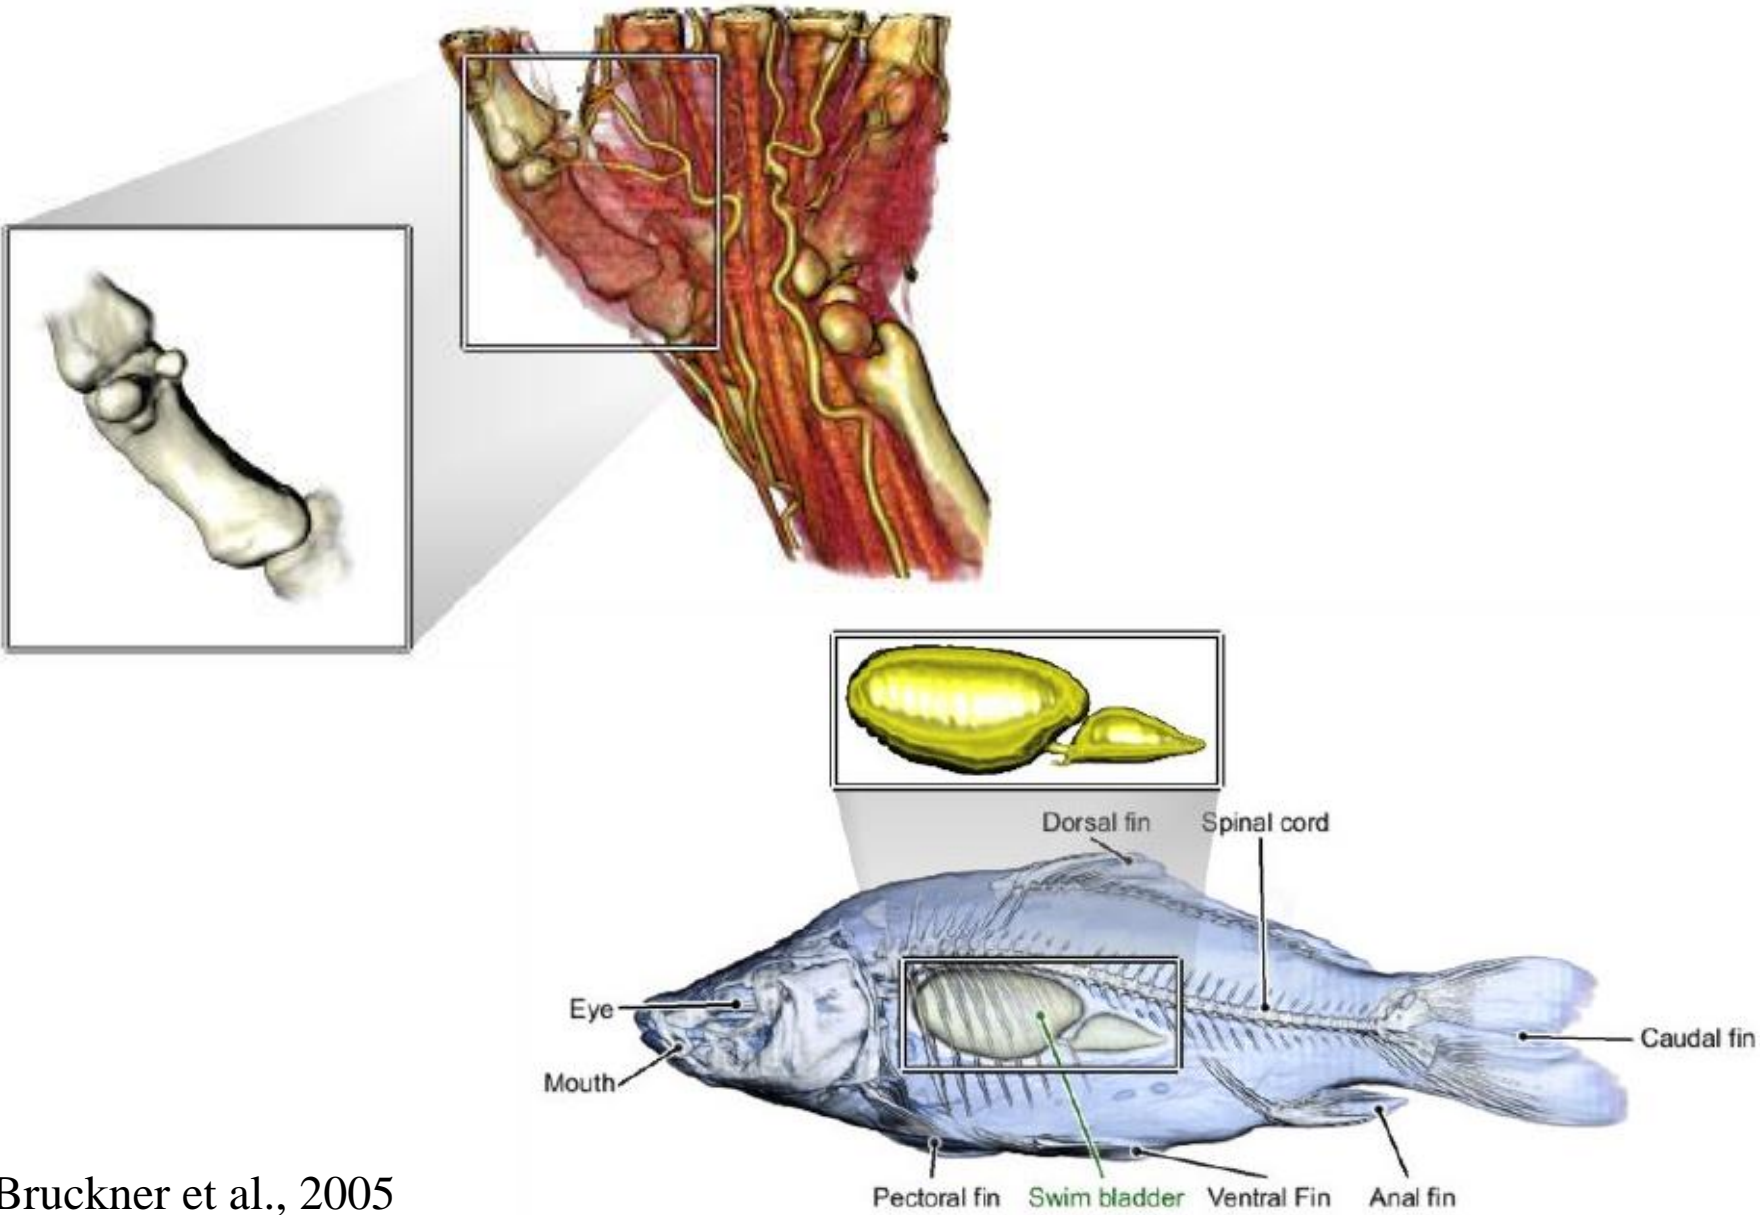 Dorsal fin
Spinal cord
Eye
Caudal fin
Mouth
Pectoral fin
Swim bladder
Ventral Fin
Anal fin
Bruckner et al., 2005